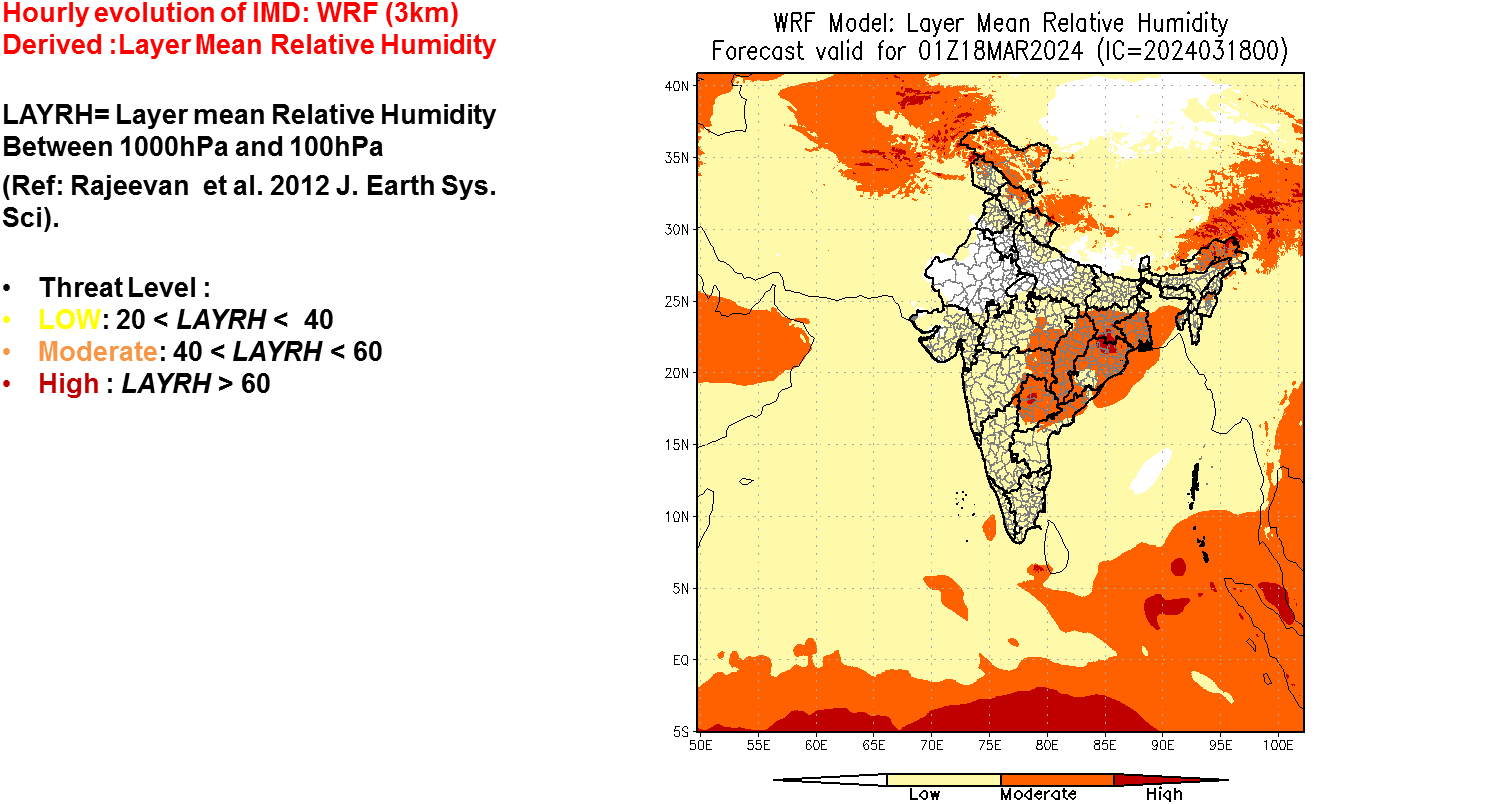 Hourly evolution of IMD: WRF (3km)
Derived :Layer Mean Relative Humidity
LAYRH= Layer mean Relative Humidity
Between 1000hPa and 100hPa
(Ref: Rajeevan et al. 2012 J. Earth Sys.
Sci).
• Threat Level :
• LOW: 20 < LAYRH < 40
• Moderate: 40 < LAYRH < 60
• High : LAYRH > 60
WRF Model: Layer Mean Relative Humidity
Forecast valid for 01Z18MAR2024 (IC=2024031800)
40N
35N
30N
25N
20N
15N
10N
5N
EQ
5S
50E 55E 60E 65E 70E 75E 80E 85E 90E 95E 100E
Low Moderate High